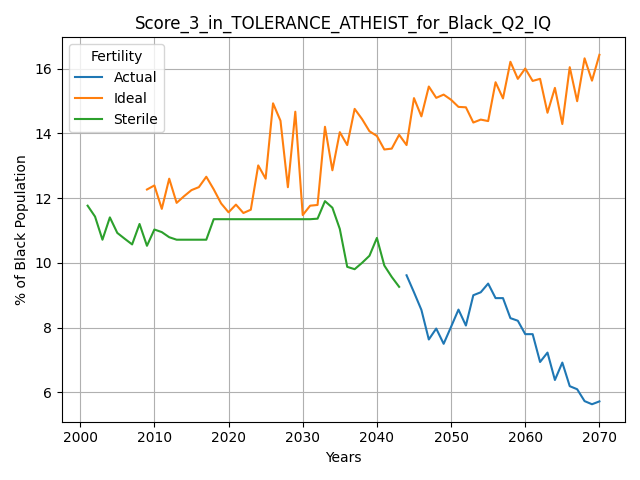 Score_3_in_TOLERANCE_ATHEIST_for_Black_Q2_IQ
Fertility
Actual
Ideal
Sterile
% of Black Population
16
14
12
10
8
6
2000 2010 2020 2030 2040 2050 2060 2070
Years